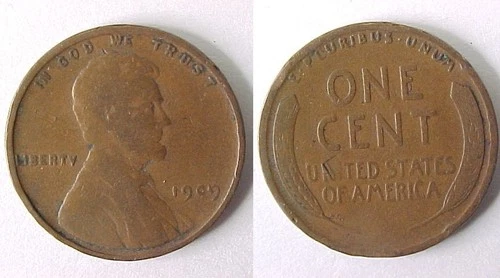 IN GOD WE TRUST
LIBERTY
1909
E·PLURIBUS·UNUM
ONE
CENT
UNITED STATES
OF AMERICA